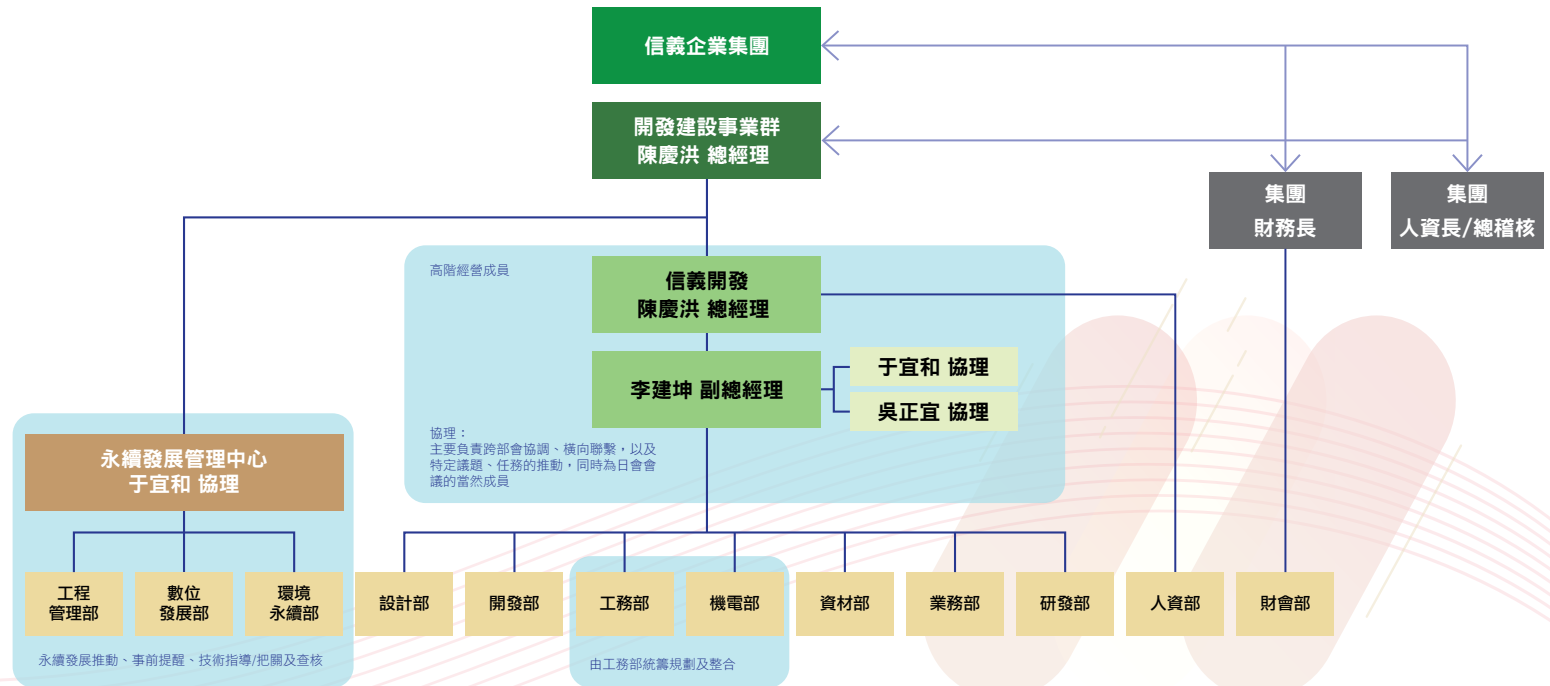 信義企業集團
開發建設事業群
陳慶洪 總經理
集團
財務長
集團
人資長/總稽核
高階經營成員
信義開發
陳慶洪 總經理
李建坤 副總經理
于宜和 協理
吳正宜 協理
協理：
主要負責跨部會協調、橫向聯繫，以及
特定議題、任務的推動，同時為日會會
議的當然成員
永續發展管理中心
于宜和 協理
工程
管理部
數位
發展部
環境
永續部
設計部
開發部
工務部
機電部
資材部
業務部
研發部
人資部
財會部
永續發展推動、事前提醒、技術指導/把關及查核
由工務部統籌規劃及整合